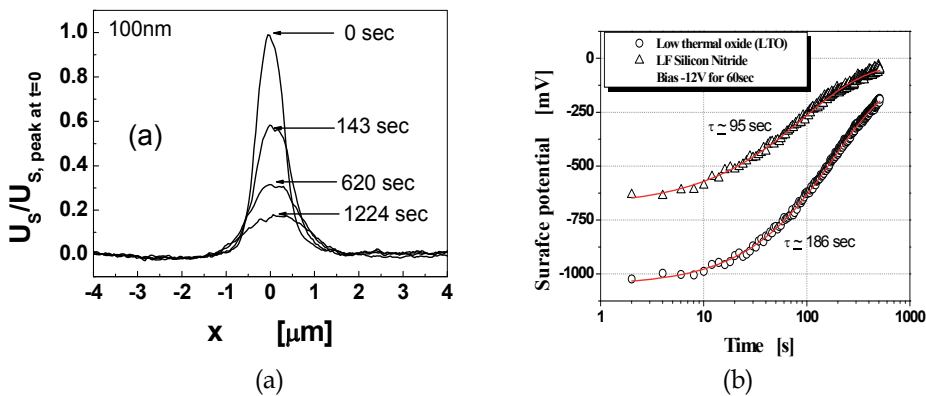 100nm
0 sec
(a)
143 sec
620 sec
1224 sec
U_S/U_S, peak at t=0
1.0
0.8
0.6
0.4
0.2
0.0
-4 -3 -2 -1 0 1 2 3 4
x [μm]
(a)
Low thermal oxide (LTO)
LF Silicon Nitride
Bias -12V for 60sec
τ ≃ 95 sec
τ ≃ 186 sec
Surafce potential [mV]
0
-250
-500
-750
-1000
1 10 100 1000
Time [s]
(b)